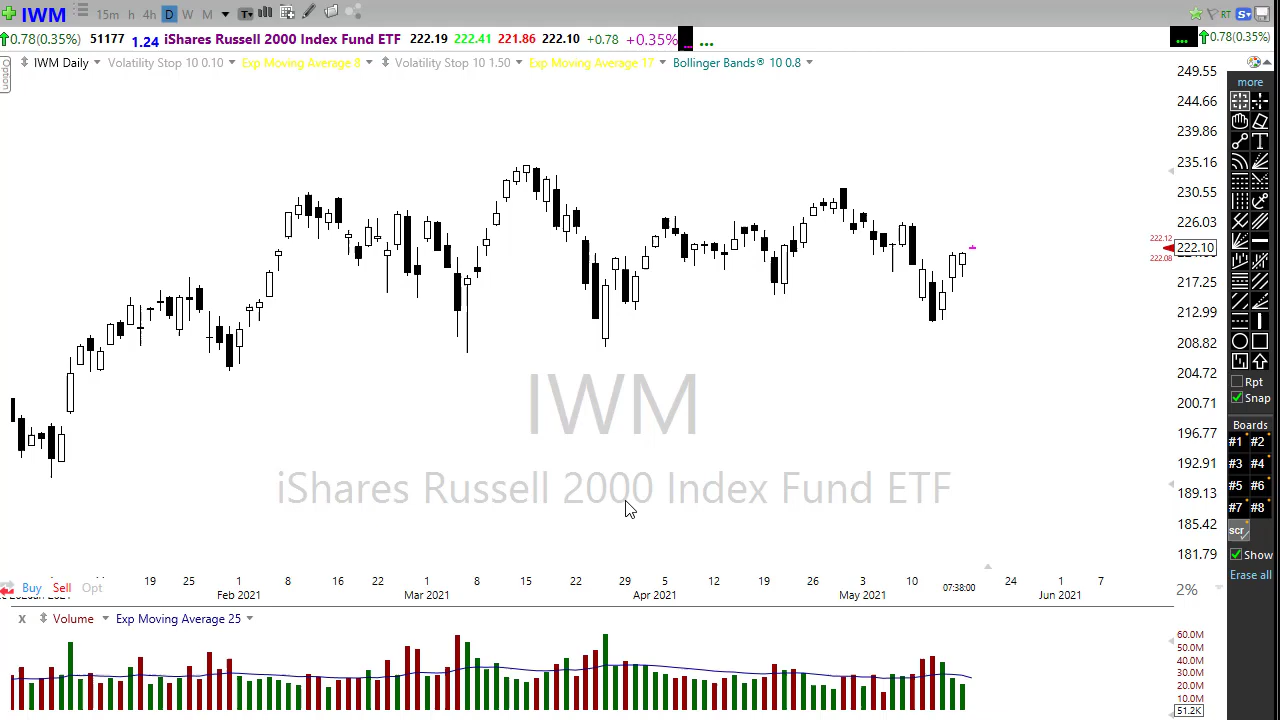 IWM 15m h 4h D W M T RT S
0.78(0.35%) 51177 1.24 iShares Russell 2000 Index Fund ETF 222.19 222.41 221.86 222.10 +0.78 +0.35% ... ... ... 0.78(0.35%)
Option
IWM Daily Volatility Stop 10 0.10 Exp Moving Average 8 Volatility Stop 10 1.50 Exp Moving Average 17 Bollinger Bands® 10 0.8
249.55
244.66
239.86
235.16
230.55
226.03
222.12
222.10
222.08
217.25
212.99
208.82
204.72
200.71
196.77
192.91
189.13
185.42
181.79
IWM
iShares Russell 2000 Index Fund ETF
more
T
Rpt
Snap
Boards
#1 #2
#3 #4
#5 #6
#7 #8
scr
Show
Erase all
Buy Sell Opt
19 25 1 8 16 22 1 8 15 22 29 5 12 19 26 3 10 07:38:00 24 1 7
Feb 2021 Mar 2021 April 2021 May 2021 Jun 2021
2%
X Volume Exp Moving Average 25
60.0M
50.0M
40.0M
30.0M
20.0M
10.0M
51.2K